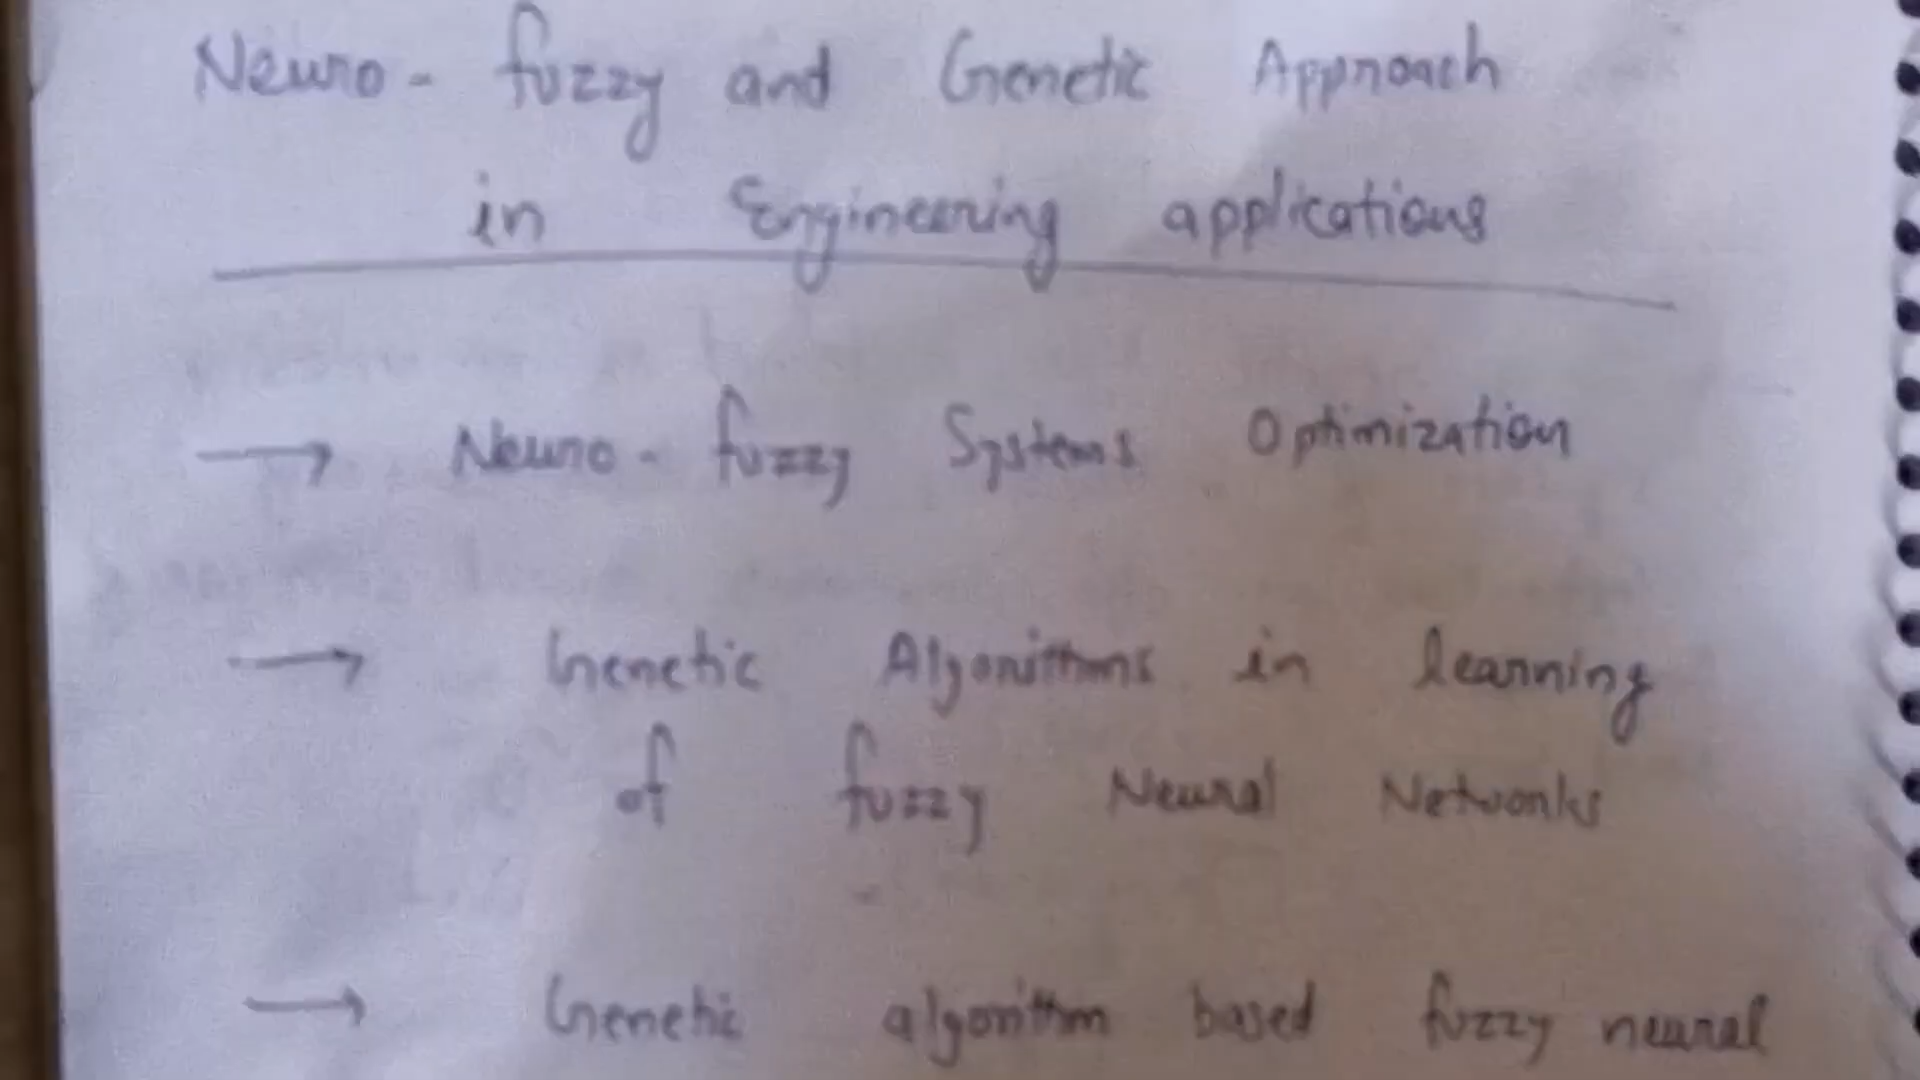 Neuro - fuzzy and Genetic Approach
in Engineering applications
→ Neuro - fuzzy Systems Optimization
→ Genetic Algorithms in learning
of fuzzy Neural Networks
→ Genetic algorithm based fuzzy neural